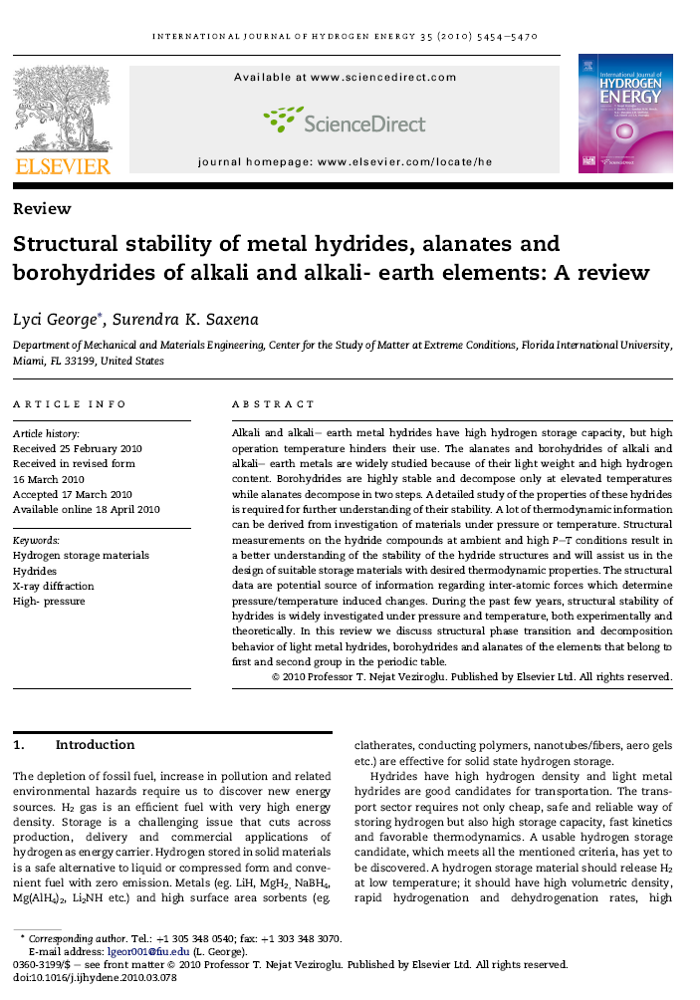 INTERNATIONAL JOURNAL OF HYDROGEN ENERGY 35 (2010) 5454–5470
Available at www.sciencedirect.com
ScienceDirect
journal homepage: www.elsevier.com/locate/he
ELSEVIER
International Journal of
HYDROGEN
ENERGY
Review
Structural stability of metal hydrides, alanates and
borohydrides of alkali and alkali- earth elements: A review
Lyci George*, Surendra K. Saxena
Department of Mechanical and Materials Engineering, Center for the Study of Matter at Extreme Conditions, Florida International University,
Miami, FL 33199, United States
ARTICLE INFO
Article history:
Received 25 February 2010
Received in revised form
16 March 2010
Accepted 17 March 2010
Available online 18 April 2010
Keywords:
Hydrogen storage materials
Hydrides
X-ray diffraction
High- pressure
ABSTRACT
Alkali and alkali– earth metal hydrides have high hydrogen storage capacity, but high
operation temperature hinders their use. The alanates and borohydrides of alkali and
alkali– earth metals are widely studied because of their light weight and high hydrogen
content. Borohydrides are highly stable and decompose only at elevated temperatures
while alanates decompose in two steps. A detailed study of the properties of these hydrides
is required for further understanding of their stability. A lot of thermodynamic information
can be derived from investigation of materials under pressure or temperature. Structural
measurements on the hydride compounds at ambient and high P–T conditions result in
a better understanding of the stability of the hydride structures and will assist us in the
design of suitable storage materials with desired thermodynamic properties. The structural
data are potential source of information regarding inter-atomic forces which determine
pressure/temperature induced changes. During the past few years, structural stability of
hydrides is widely investigated under pressure and temperature, both experimentally and
theoretically. In this review we discuss structural phase transition and decomposition
behavior of light metal hydrides, borohydrides and alanates of the elements that belong to
first and second group in the periodic table.
© 2010 Professor T. Nejat Veziroglu. Published by Elsevier Ltd. All rights reserved.
1. Introduction
The depletion of fossil fuel, increase in pollution and related
environmental hazards require us to discover new energy
sources. H₂ gas is an efficient fuel with very high energy
density. Storage is a challenging issue that cuts across
production, delivery and commercial applications of
hydrogen as energy carrier. Hydrogen stored in solid materials
is a safe alternative to liquid or compressed form and conve-
nient fuel with zero emission. Metals (eg. LiH, MgH₂, NaBH₄,
Mg(AlH₄)₂, Li₂NH etc.) and high surface area sorbents (eg.
clatherates, conducting polymers, nanotubes/fibers, aero gels
etc.) are effective for solid state hydrogen storage.
Hydrides have high hydrogen density and light metal
hydrides are good candidates for transportation. The trans-
port sector requires not only cheap, safe and reliable way of
storing hydrogen but also high storage capacity, fast kinetics
and favorable thermodynamics. A usable hydrogen storage
candidate, which meets all the mentioned criteria, has yet to
be discovered. A hydrogen storage material should release H₂
at low temperature; it should have high volumetric density,
rapid hydrogenation and dehydrogenation rates, high
* Corresponding author. Tel.: +1 305 348 0540; fax: +1 303 348 3070.
E-mail address: lgeor001@fiu.edu (L. George).
0360-3199/$ – see front matter © 2010 Professor T. Nejat Veziroglu. Published by Elsevier Ltd. All rights reserved.
doi:10.1016/j.ijhydene.2010.03.078